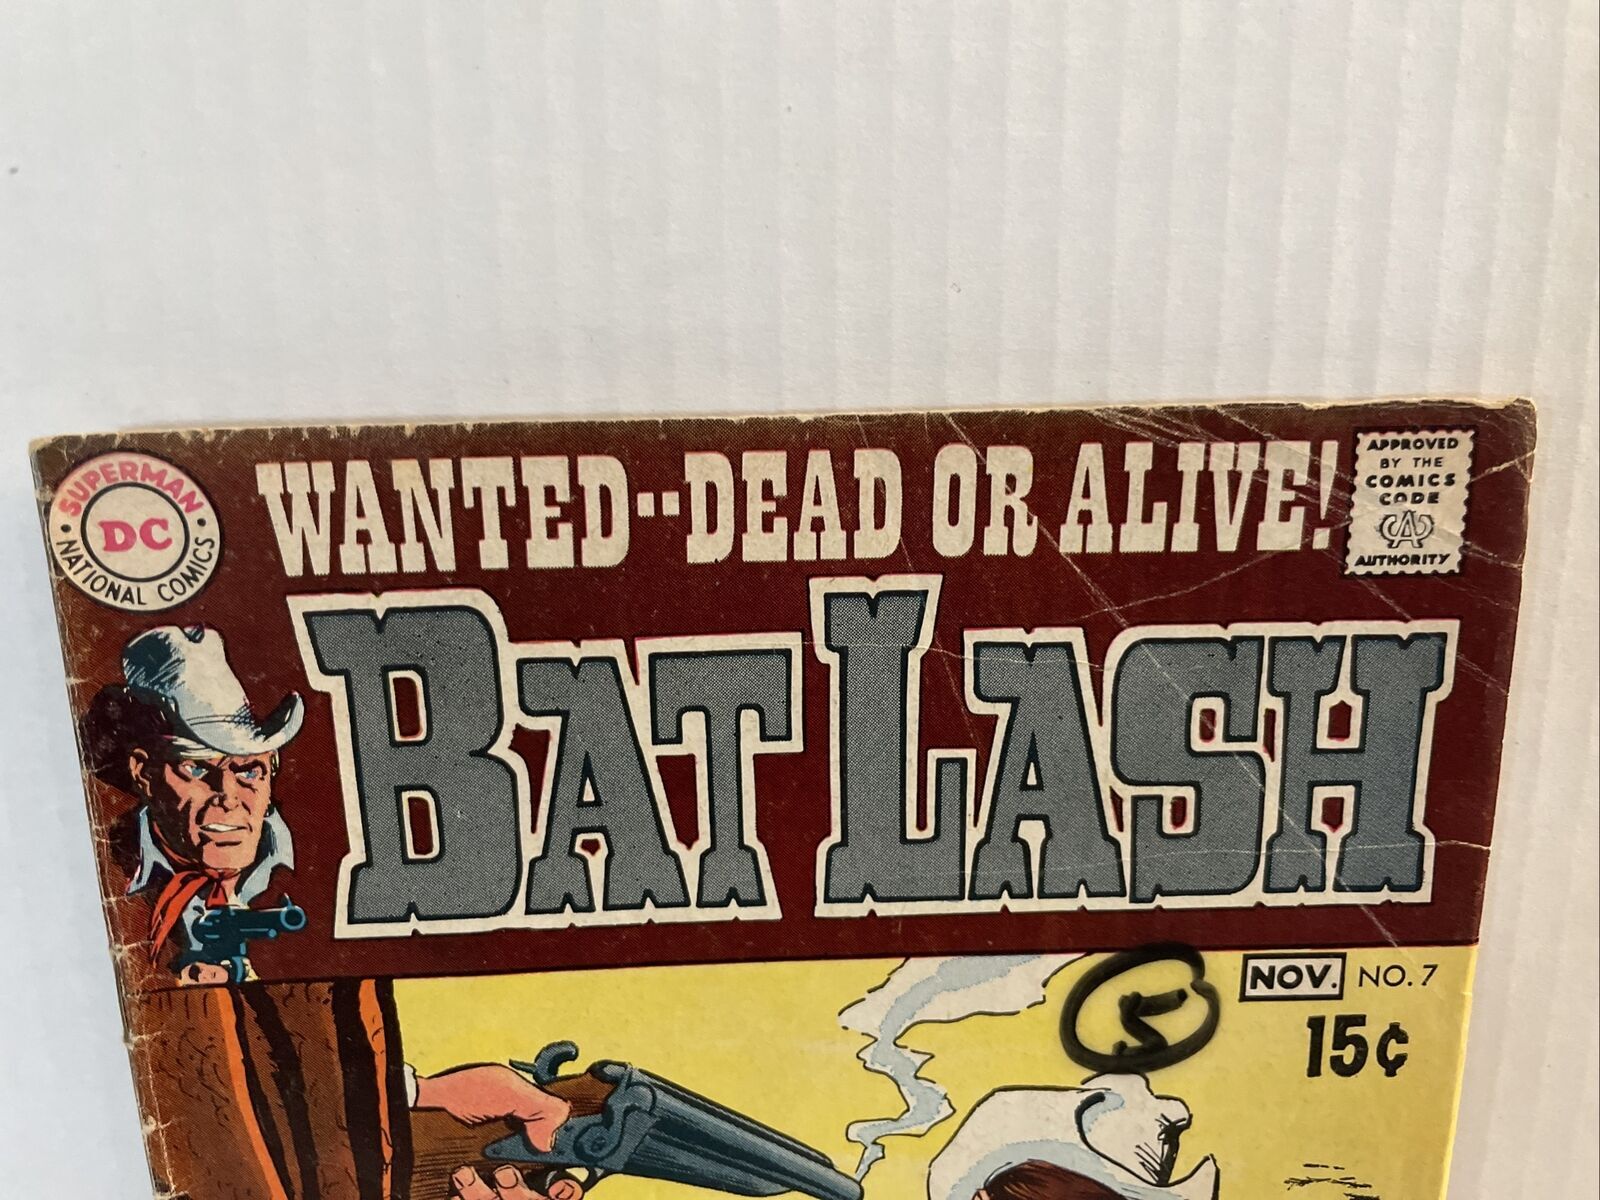 WANTED--DEAD OR ALIVE!
APPROVED
BY THE
COMICS
CODE
A
AUTHORITY
SUPERMAN
DC
NATIONAL COMICS
BAT LASH
NOV. NO. 7
5
15¢